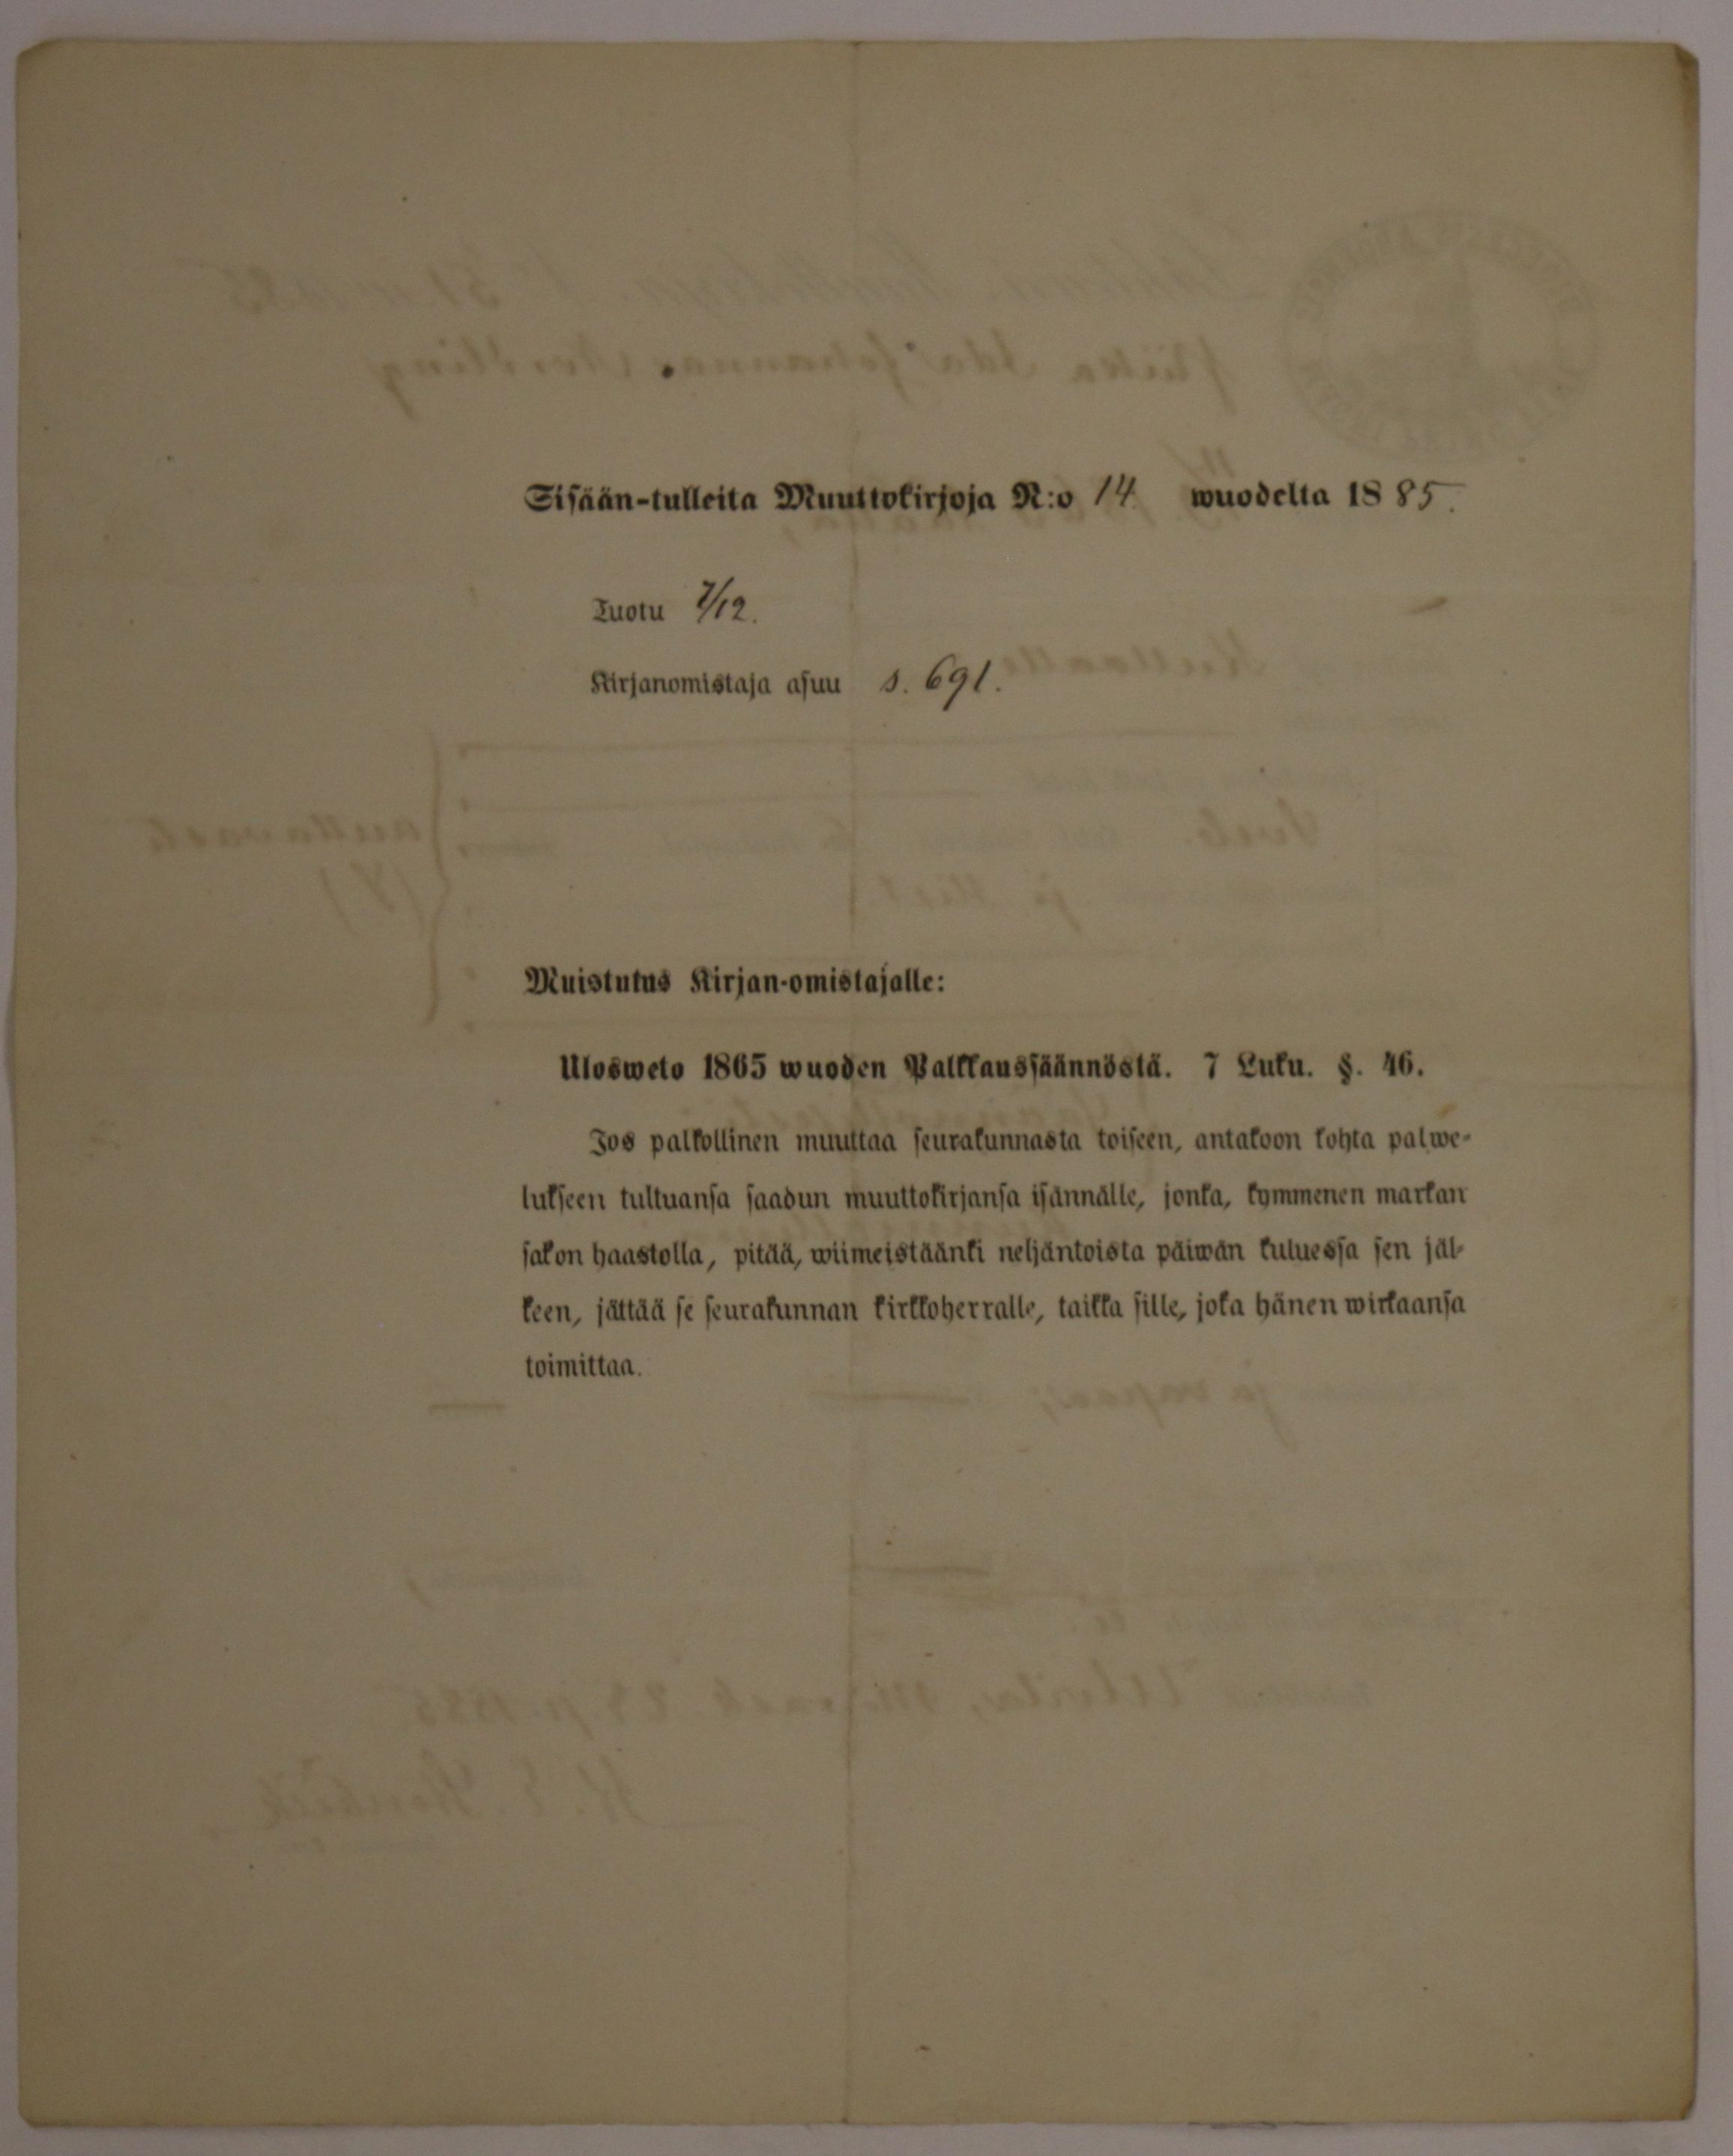 Sisään-tulleita Muuttokirjoja N:o 14 wuodelta 1885.
Tuotu 7/12.
Kirjanomistaja asuu s. 691.
Muistutus Kirjan-omistajalle:
Ulosweto 1865 wuoden Palkkaussäännöstä. 7 Luku. §. 46.
Jos palkollinen muuttaa seurakunnasta toiseen, antakoon kohta palwe-
lukseen tultuansa saadun muuttokirjansa isännälle, jonka, kymmenen markan
sakon haastolla, pitää, wiimeistäänki neljäntoista päiwän kuluessa sen jäl-
keen, jättää se seurakunnan kirkkoherralle, taikka sille, joka hänen wirkaansa
toimittaa.